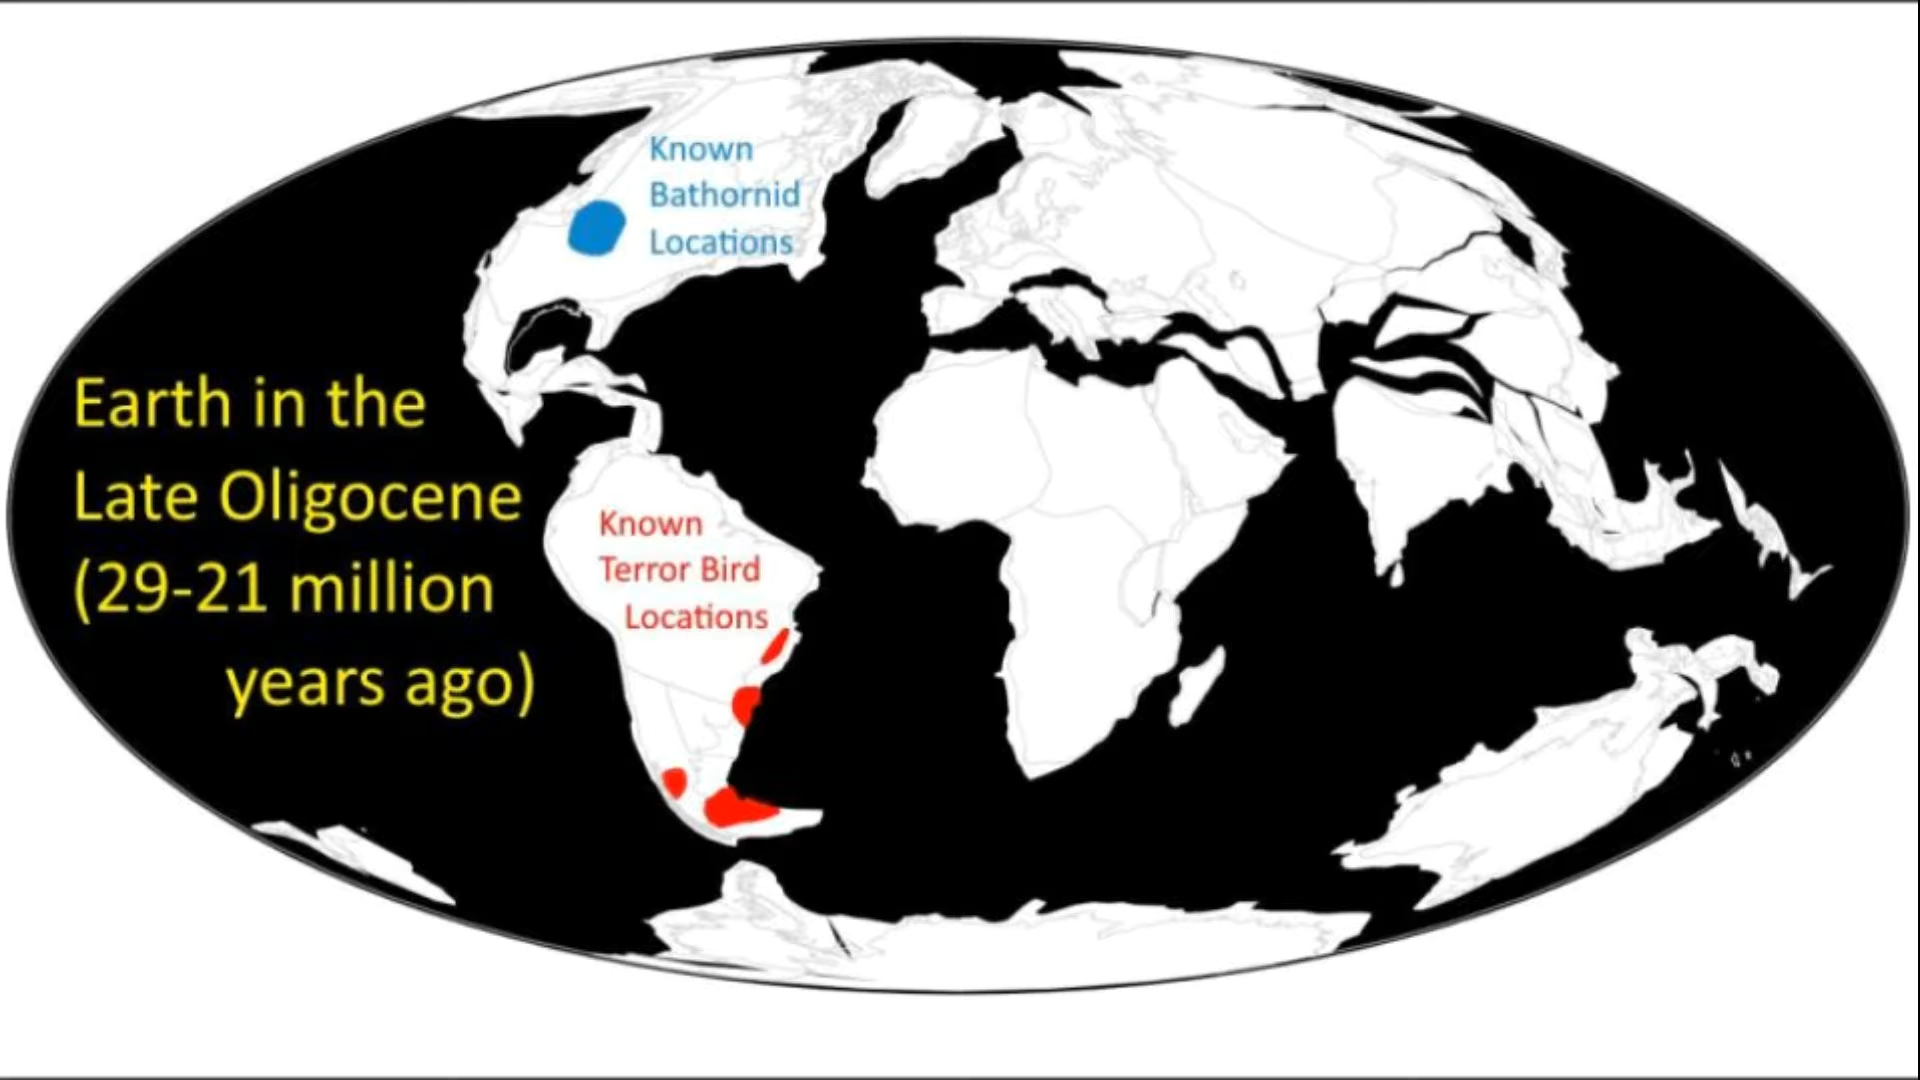 Known
Bathornid
Locations
Earth in the
Late Oligocene
(29-21 million
years ago)
Known
Terror Bird
Locations